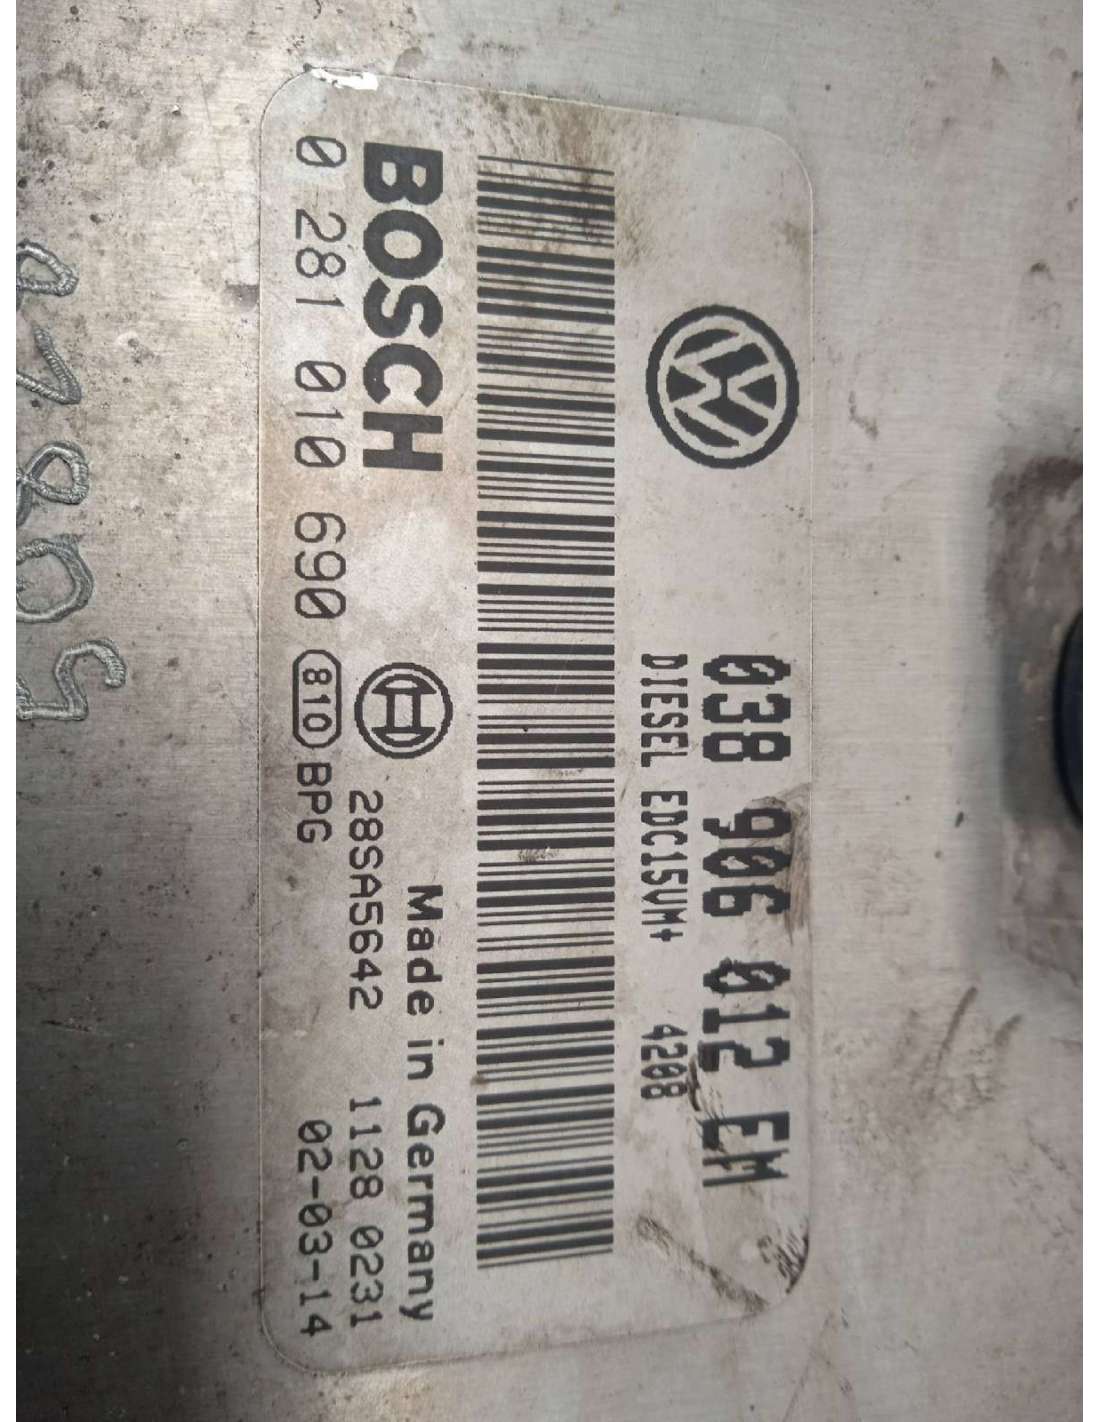 038 906 012 EM
DIESEL EDC15VM+ 4208
BOSCH
Made in Germany
28SA5642 1128 0231
0 281 010 690 810 BPG 02-03-14